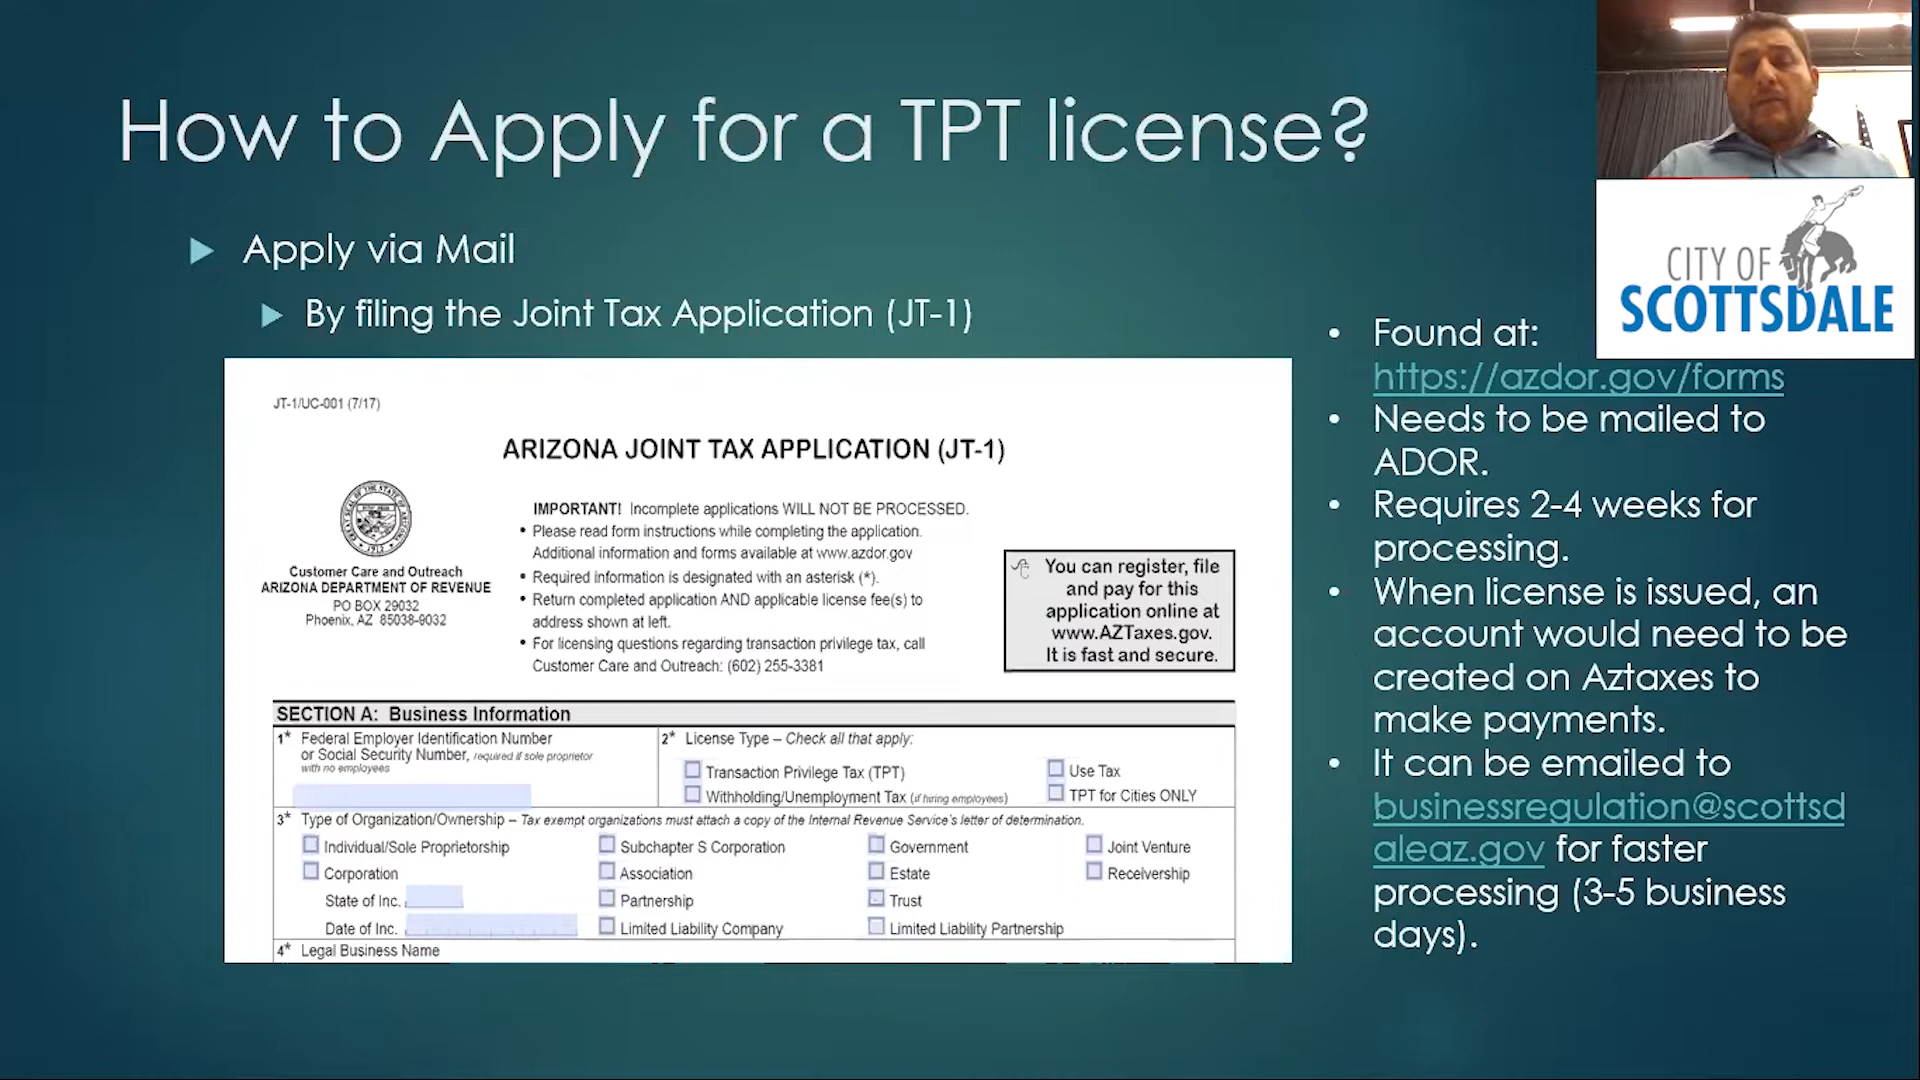 How to Apply for a TPT license?
Apply via Mail
By filing the Joint Tax Application (JT-1)
JT-1/UC-001 (7/17)
ARIZONA JOINT TAX APPLICATION (JT-1)
Customer Care and Outreach
ARIZONA DEPARTMENT OF REVENUE
PO BOX 29032
Phoenix, AZ 85038-9032
IMPORTANT! Incomplete applications WILL NOT BE PROCESSED.
• Please read form instructions while completing the application.
Additional information and forms available at www.azdor.gov
• Required information is designated with an asterisk (*).
• Return completed application AND applicable license fee(s) to
address shown at left.
• For licensing questions regarding transaction privilege tax, call
Customer Care and Outreach: (602) 255-3381
You can register, file
and pay for this
application online at
www.AZTaxes.gov.
It is fast and secure.
SECTION A: Business Information
1* Federal Employer Identification Number
or Social Security Number, required if sole proprietor
with no employees
2* License Type – Check all that apply:
Transaction Privilege Tax (TPT)
Use Tax
Withholding/Unemployment Tax (if hiring employees)
TPT for Cities ONLY
3* Type of Organization/Ownership – Tax exempt organizations must attach a copy of the Internal Revenue Service's letter of determination.
Individual/Sole Proprietorship
Subchapter S Corporation
Government
Joint Venture
Corporation
Association
Estate
Receivership
State of Inc.
Partnership
Trust
Date of Inc.
Limited Liability Company
Limited Liability Partnership
4* Legal Business Name
CITY OF
SCOTTSDALE
• Found at:
https://azdor.gov/forms
• Needs to be mailed to
ADOR.
• Requires 2-4 weeks for
processing.
• When license is issued, an
account would need to be
created on Aztaxes to
make payments.
• It can be emailed to
businessregulation@scottsd
aleaz.gov for faster
processing (3-5 business
days).